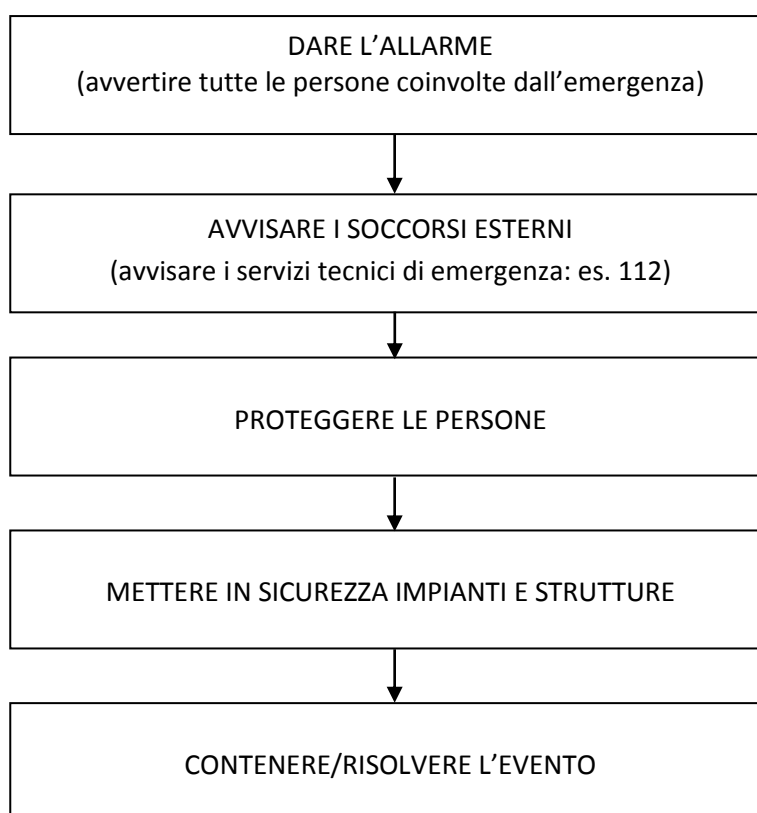 DARE L’ALLARME
(avvertire tutte le persone coinvolte dall’emergenza)
AVVISARE I SOCCORSI ESTERNI
(avvisare i servizi tecnici di emergenza: es. 112)
PROTEGGERE LE PERSONE
METTERE IN SICUREZZA IMPIANTI E STRUTTURE
CONTENERE/RISOLVERE L’EVENTO